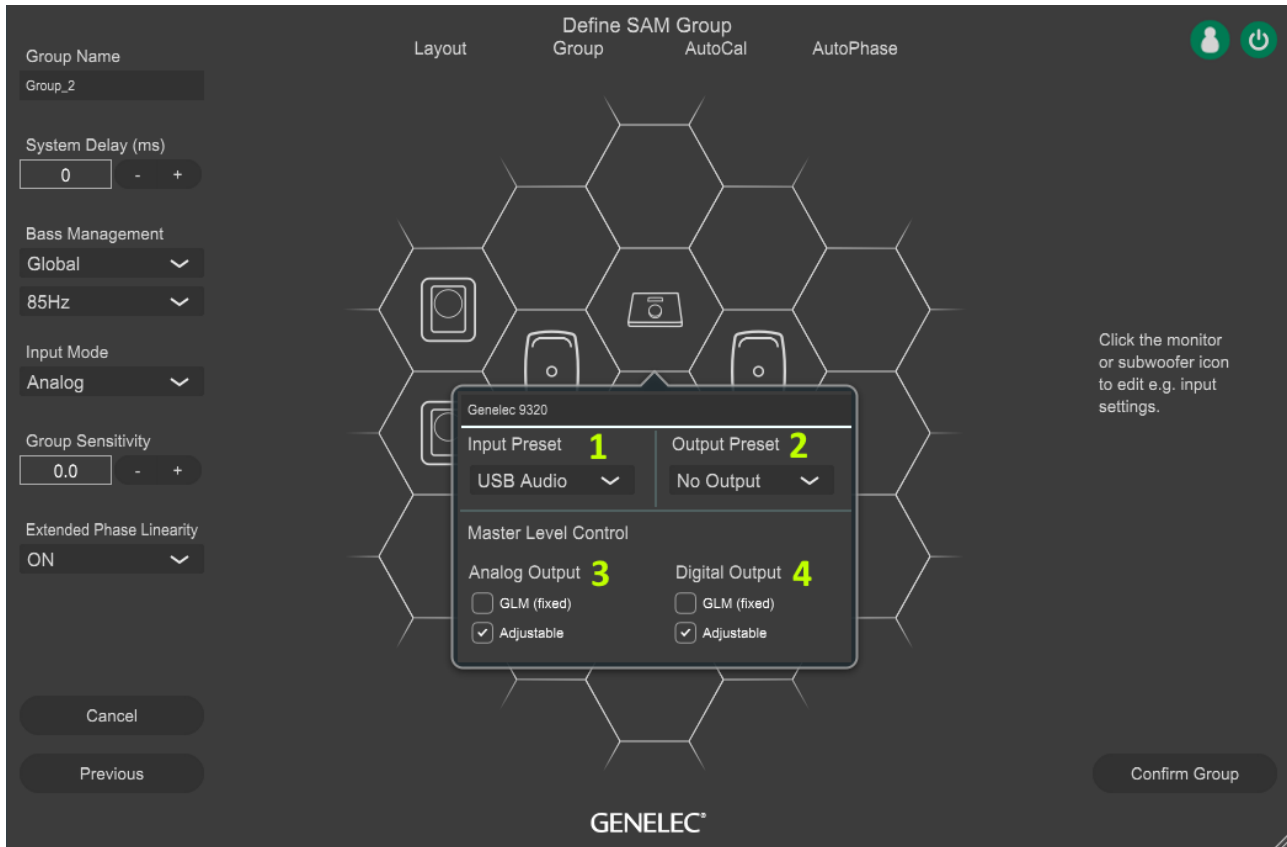 Define SAM Group
Layout Group AutoCal AutoPhase
Group Name
Group_2
System Delay (ms)
0 - +
Bass Management
Global
85Hz
Input Mode
Analog
Group Sensitivity
0.0 - +
Extended Phase Linearity
ON
Cancel
Previous
Genelec 9320
Input Preset 1
USB Audio
Output Preset 2
No Output
Master Level Control
Analog Output 3
GLM (fixed)
Adjustable
Digital Output 4
GLM (fixed)
Adjustable
Click the monitor
or subwoofer icon
to edit e.g. input
settings.
Confirm Group
GENELEC®